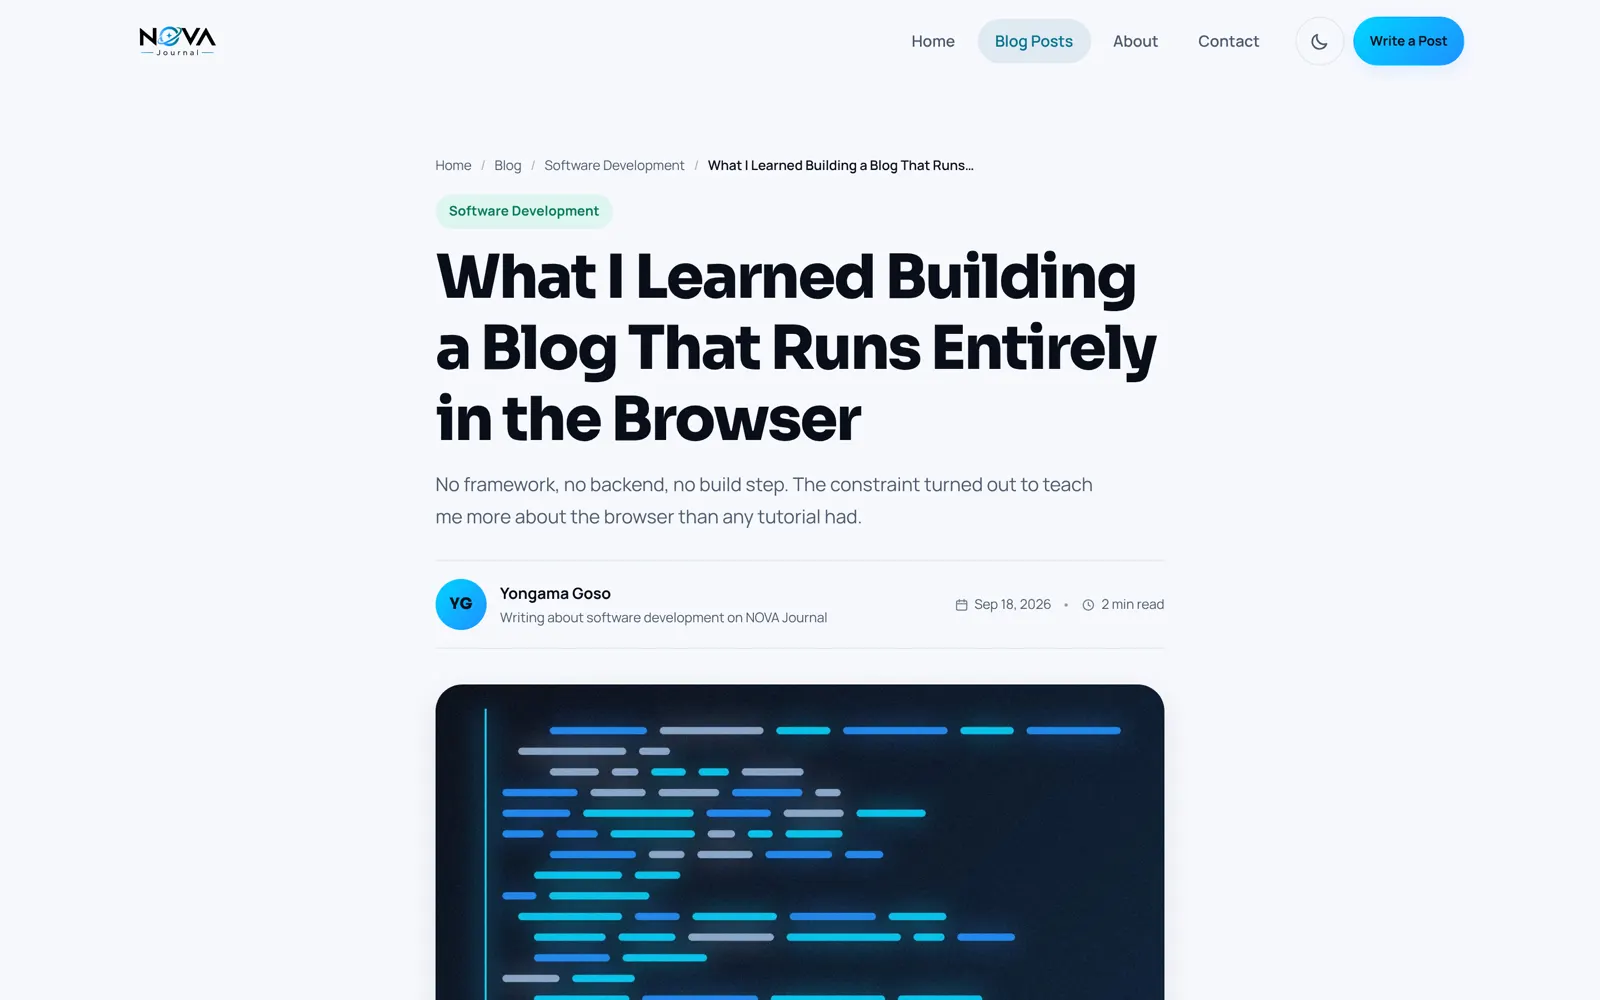 NOVA
Journal
Home
Blog Posts
About
Contact
Write a Post
Home / Blog / Software Development / What I Learned Building a Blog That Runs...
Software Development
What I Learned Building
a Blog That Runs Entirely
in the Browser
No framework, no backend, no build step. The constraint turned out to teach
me more about the browser than any tutorial had.
YG
Yongama Goso
Writing about software development on NOVA Journal
Sep 18, 2026 • 2 min read